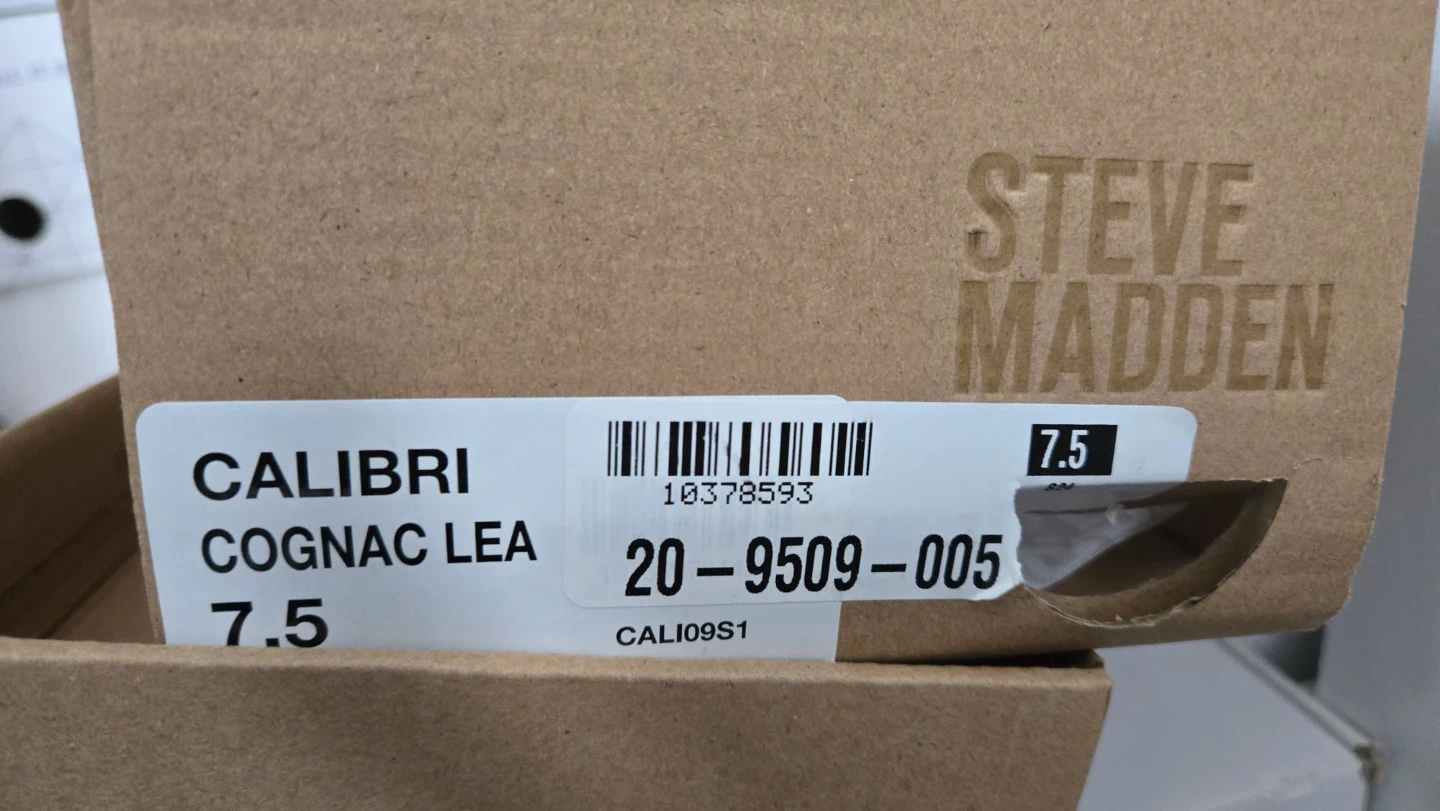 STEVE
MADDEN
CALIBRI
COGNAC LEA
7.5
10378593
20-9509-005
CALI09S1
7.5